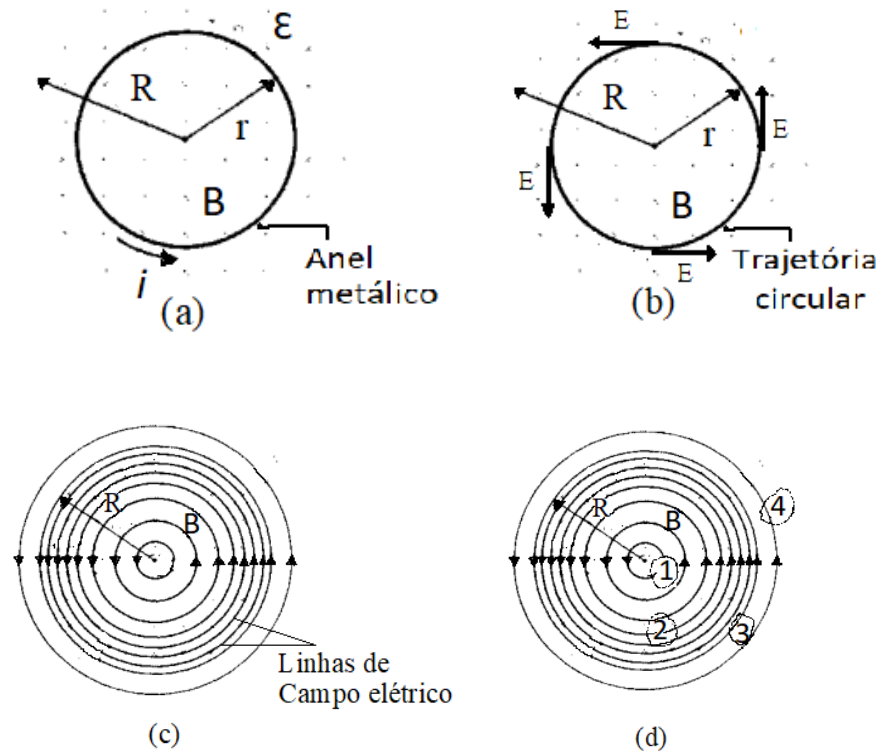 ε
R
r
B
Anel
metálico
i
(a)
E
R
r
E
E
B
E
Trajetória
circular
(b)
R
B
Linhas de
Campo elétrico
(c)
R
B
4
1
2
3
(d)